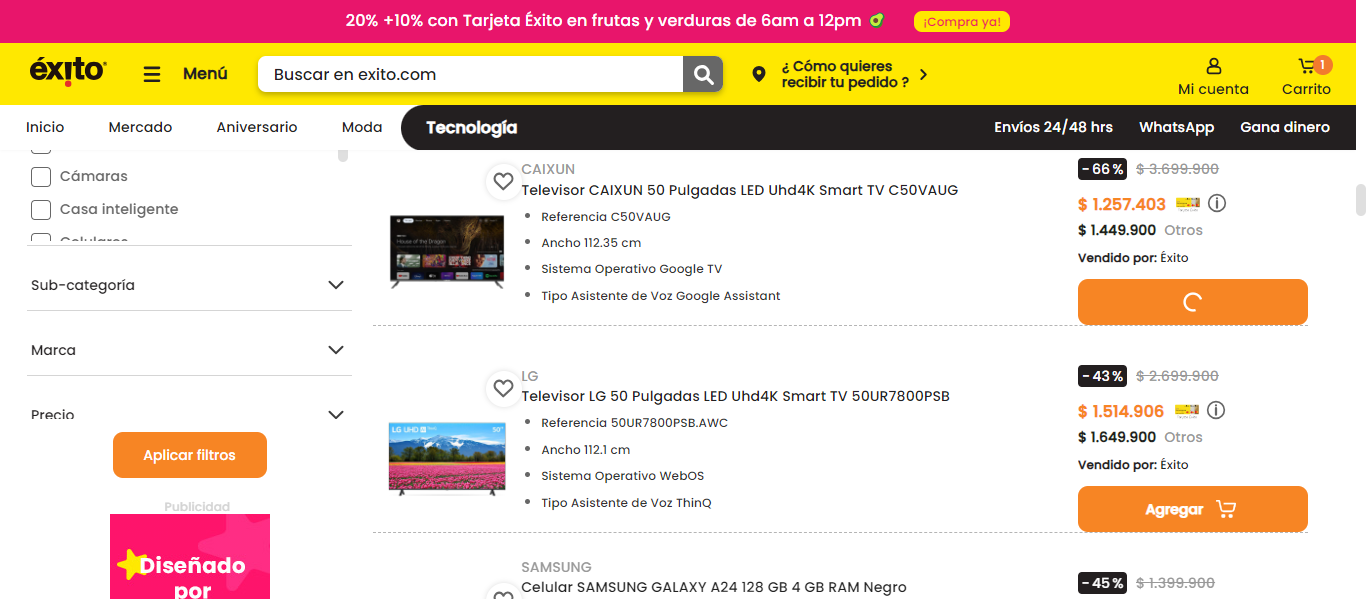 20% +10% con Tarjeta Éxito en frutas y verduras de 6am a 12pm
¡Compra ya!
éxito
Menú
Buscar en exito.com
¿ Cómo quieres
recibir tu pedido ?
Mi cuenta
1
Carrito
Inicio
Mercado
Aniversario
Moda
Tecnología
Envíos 24/48 hrs
WhatsApp
Gana dinero
Cámaras
Casa inteligente
Celulares
Sub-categoría
Marca
Precio
Aplicar filtros
Publicidad
Diseñado
por
CAIXUN
Televisor CAIXUN 50 Pulgadas LED Uhd4K Smart TV C50VAUG
Referencia C50VAUG
Ancho 112.35 cm
Sistema Operativo Google TV
Tipo Asistente de Voz Google Assistant
-66%
$ 3.699.900
$ 1.257.403
$ 1.449.900 Otros
Vendido por: Éxito
LG
Televisor LG 50 Pulgadas LED Uhd4K Smart TV 50UR7800PSB
LG UHD
50"
Referencia 50UR7800PSB.AWC
Ancho 112.1 cm
Sistema Operativo WebOS
Tipo Asistente de Voz ThinQ
-43%
$ 2.699.900
$ 1.514.906
$ 1.649.900 Otros
Vendido por: Éxito
Agregar
SAMSUNG
Celular SAMSUNG GALAXY A24 128 GB 4 GB RAM Negro
-45%
$ 1.399.900